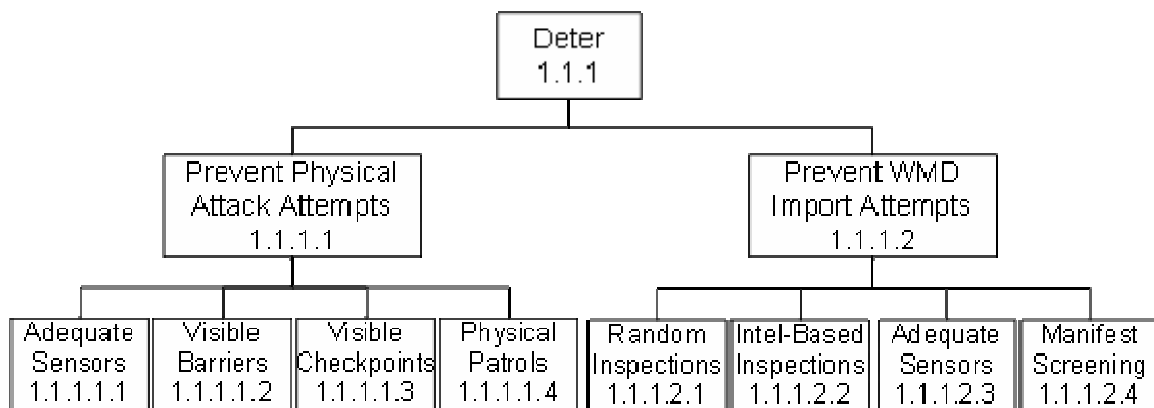 Deter
1.1.1
Prevent Physical
Attack Attempts
1.1.1.1
Prevent WMD
Import Attempts
1.1.1.2
Adequate
Sensors
1.1.1.1.1
Visible
Barriers
1.1.1.1.2
Visible
Checkpoints
1.1.1.1.3
Physical
Patrols
1.1.1.1.4
Random
Inspections
1.1.1.2.1
Intel-Based
Inspections
1.1.1.2.2
Adequate
Sensors
1.1.1.2.3
Manifest
Screening
1.1.1.2.4